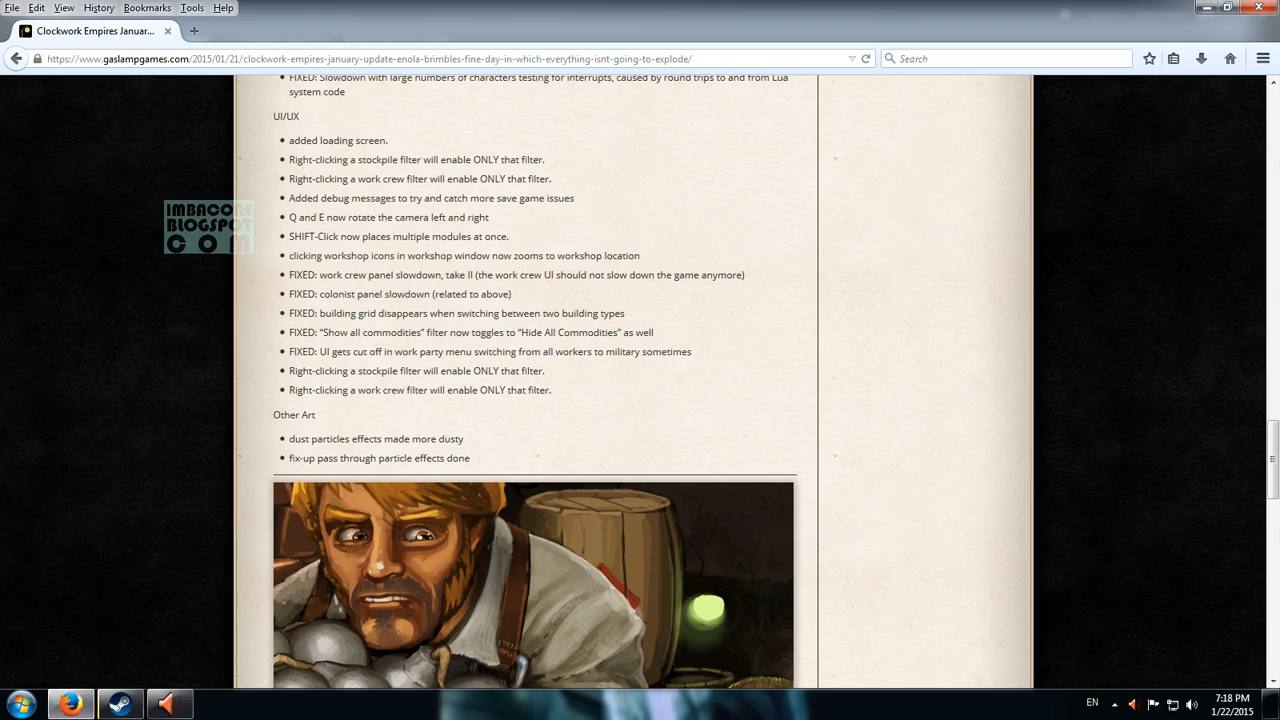 File Edit View History Bookmarks Tools Help
Clockwork Empires Januar...
https://www.gaslampgames.com/2015/01/21/clockwork-empires-january-update-enola-brimbles-fine-day-in-which-everything-isnt-going-to-explode/
Search
FIXED: Slowdown with large numbers of characters testing for interrupts, caused by round trips to and from Lua
system code
UI/UX
added loading screen.
Right-clicking a stockpile filter will enable ONLY that filter.
Right-clicking a work crew filter will enable ONLY that filter.
Added debug messages to try and catch more save game issues
Q and E now rotate the camera left and right
SHIFT-Click now places multiple modules at once.
clicking workshop icons in workshop window now zooms to workshop location
FIXED: work crew panel slowdown, take II (the work crew UI should not slow down the game anymore)
FIXED: colonist panel slowdown (related to above)
FIXED: building grid disappears when switching between two building types
FIXED: “Show all commodities” filter now toggles to “Hide All Commodities” as well
FIXED: UI gets cut off in work party menu switching from all workers to military sometimes
Right-clicking a stockpile filter will enable ONLY that filter.
Right-clicking a work crew filter will enable ONLY that filter.
Other Art
dust particles effects made more dusty
fix-up pass through particle effects done
IMBACORE
BLOGSPOT
COM
EN
7:18 PM
1/22/2015